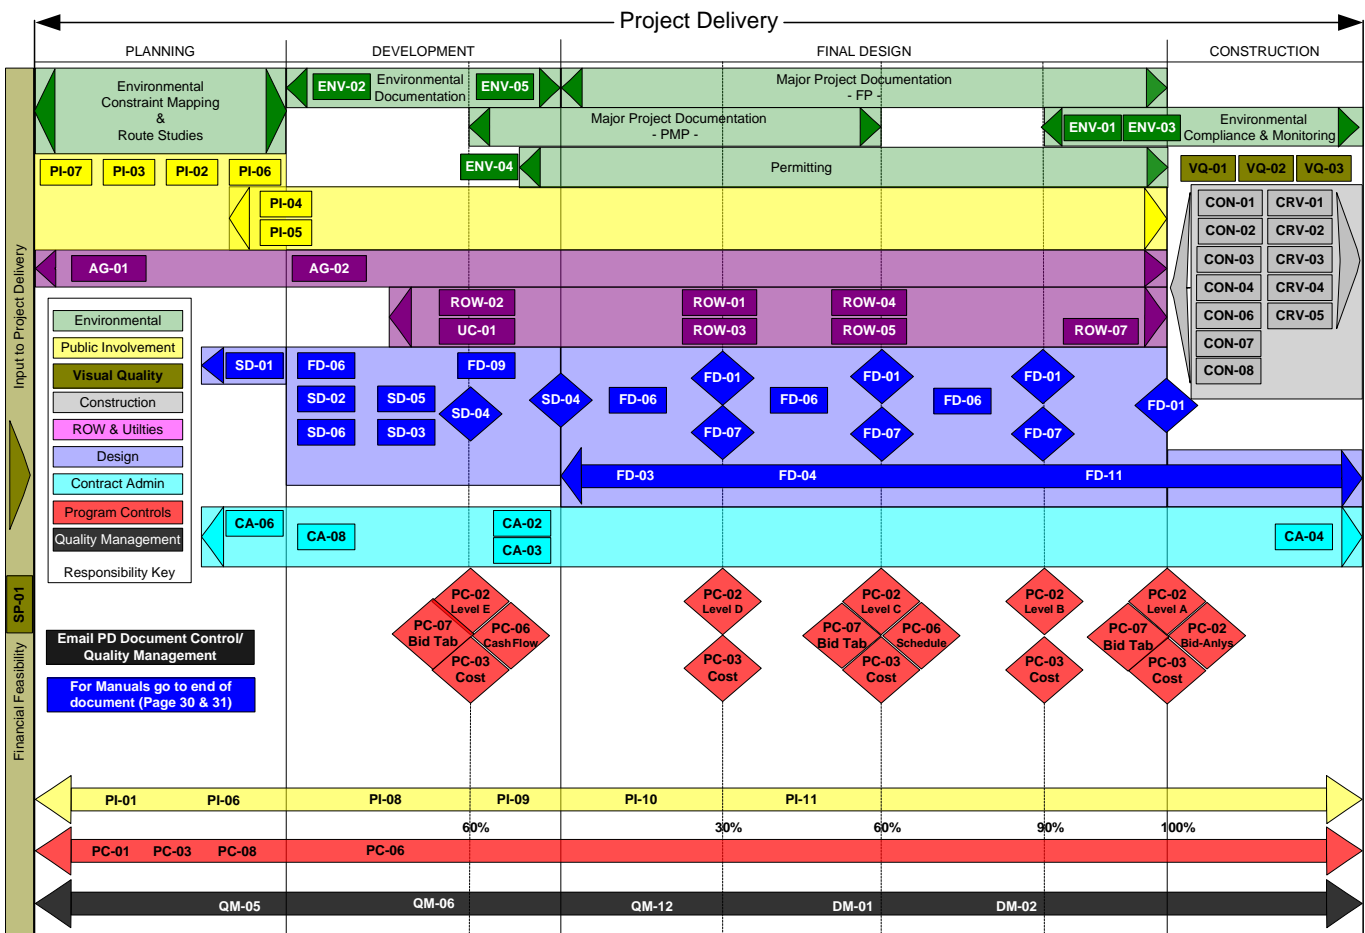 Project Delivery
PLANNING
DEVELOPMENT
FINAL DESIGN
CONSTRUCTION
Input to Project Delivery
SP-01
Financial Feasibility
Environmental
Constraint Mapping
&
Route Studies
ENV-02
Environmental
Documentation
ENV-05
Major Project Documentation
- FP -
Major Project Documentation
- PMP -
ENV-01
ENV-03
Environmental
Compliance & Monitoring
ENV-04
Permitting
PI-07
PI-03
PI-02
PI-06
VQ-01
VQ-02
VQ-03
PI-04
PI-05
CON-01
CRV-01
CON-02
CRV-02
CON-03
CRV-03
CON-04
CRV-04
CON-06
CRV-05
CON-07
CON-08
AG-01
AG-02
ROW-02
ROW-01
ROW-04
UC-01
ROW-03
ROW-05
ROW-07
Environmental
Public Involvement
Visual Quality
Construction
ROW & Utilties
Design
Contract Admin
Program Controls
Quality Management
Responsibility Key
SD-01
FD-06
FD-09
SD-02
SD-05
SD-04
SD-06
SD-03
SD-04
FD-06
FD-01
FD-07
FD-06
FD-01
FD-07
FD-06
FD-01
FD-07
FD-01
FD-03
FD-04
FD-11
CA-06
CA-08
CA-02
CA-03
CA-04
Email PD Document Control/
Quality Management
For Manuals go to end of
document (Page 30 & 31)
PC-02
Level E
PC-07
Bid Tab
PC-06
Cash Flow
PC-03
Cost
PC-02
Level D
PC-03
Cost
PC-02
Level C
PC-07
Bid Tab
PC-06
Schedule
PC-03
Cost
PC-02
Level B
PC-03
Cost
PC-02
Level A
PC-07
Bid Tab
PC-02
Bid-Anlys
PC-03
Cost
PI-01
PI-06
PI-08
PI-09
PI-10
PI-11
60%
30%
60%
90%
100%
PC-01
PC-03
PC-08
PC-06
QM-05
QM-06
QM-12
DM-01
DM-02